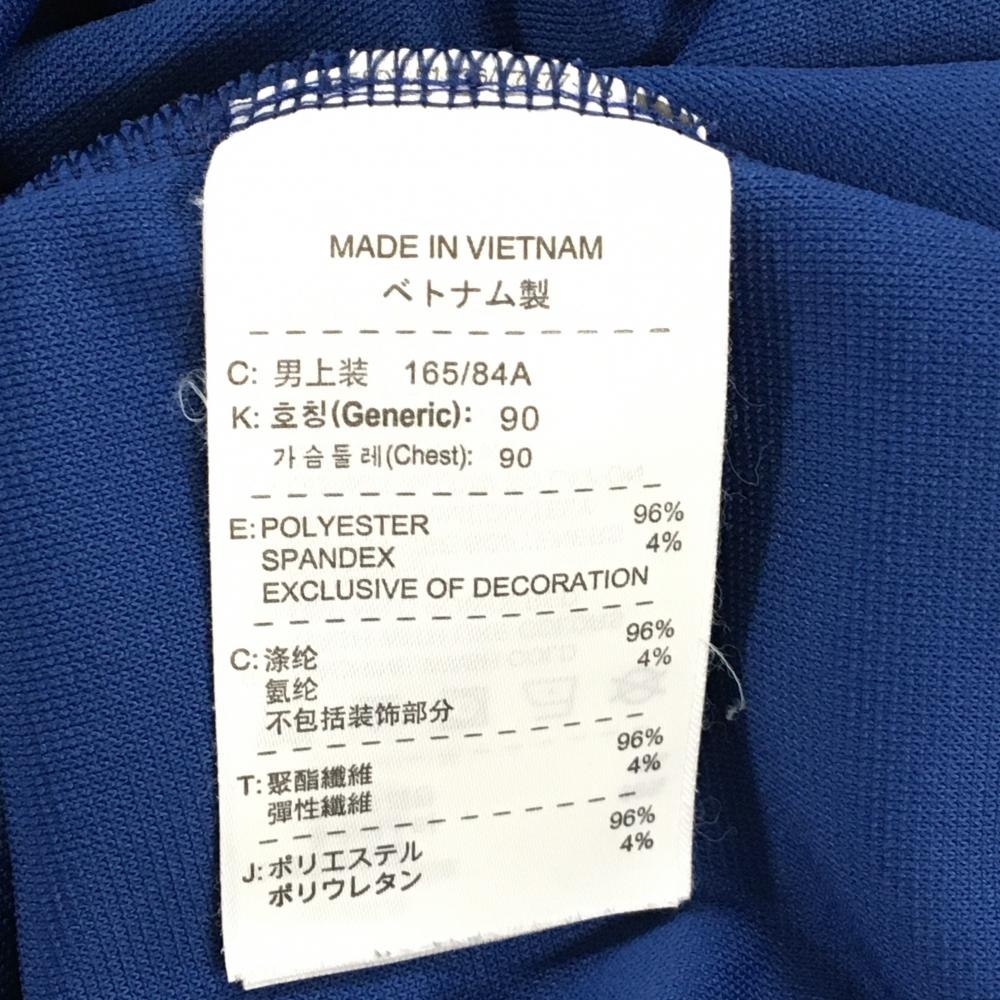 MADE IN VIETNAM
ベトナム製
C: 男上装 165/84A
K: 호칭(Generic): 90
가슴둘레(Chest): 90
E: POLYESTER 96%
SPANDEX 4%
EXCLUSIVE OF DECORATION
C: 涤纶 96%
氨纶 4%
不包括装饰部分
T: 聚酯纖維 96%
彈性纖維 4%
J: ポリエステル 96%
ポリウレタン 4%